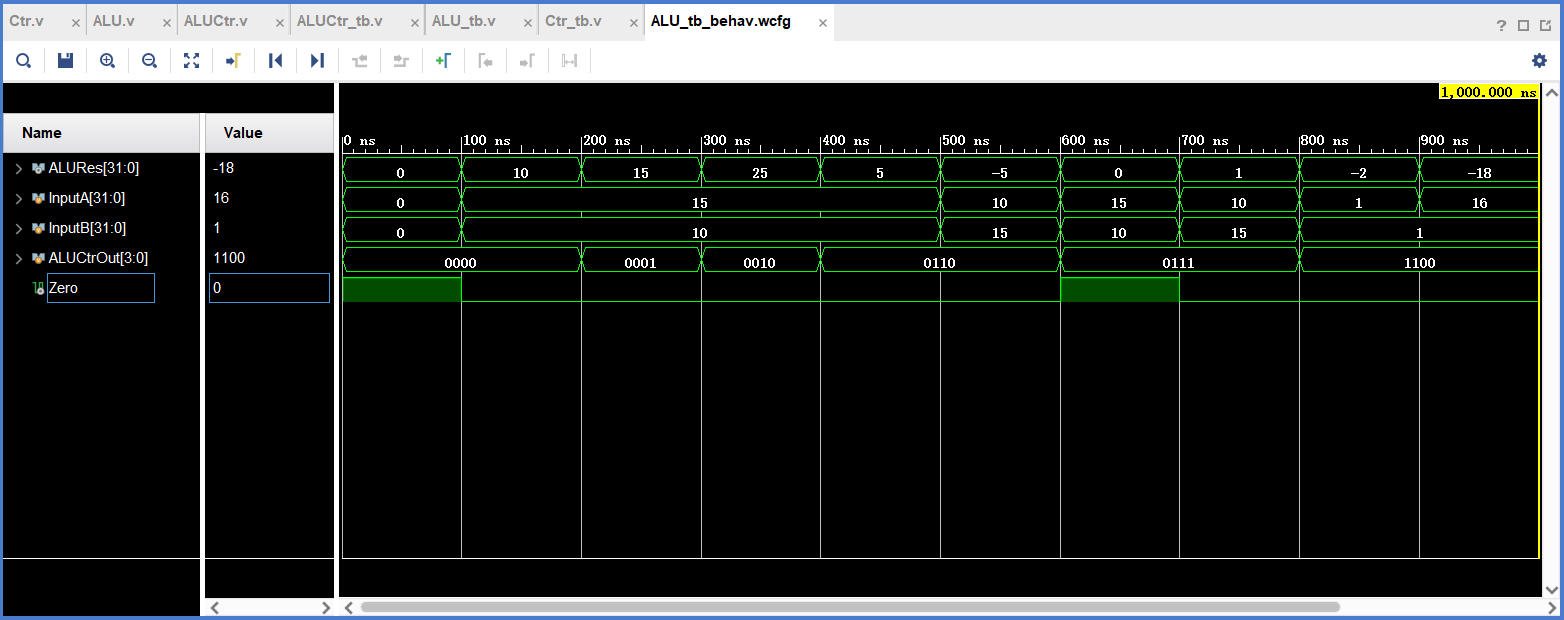 Ctr.v × ALU.v × ALUCtr.v × ALUCtr_tb.v × ALU_tb.v × Ctr_tb.v × ALU_tb_behav.wcfg ×
?
1,000.000 ns
Name Value
0 ns 100 ns 200 ns 300 ns 400 ns 500 ns 600 ns 700 ns 800 ns 900 ns
ALURes[31:0] -18 0 10 15 25 5 -5 0 1 -2 -18
InputA[31:0] 16 0 15 10 15 10 1 16
InputB[31:0] 1 0 10 15 10 15 1
ALUCtrOut[3:0] 1100 0000 0001 0010 0110 0111 1100
Zero 0